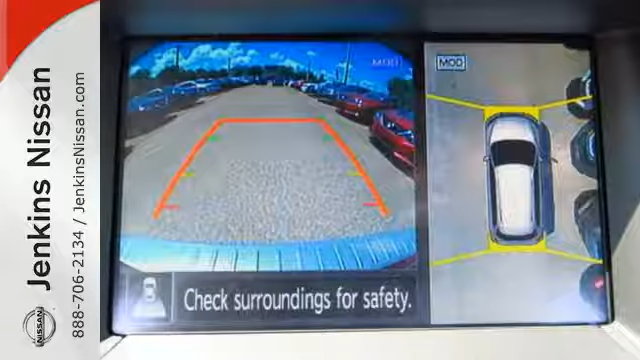 Jenkins Nissan
888-706-2134 / JenkinsNissan.com
NISSAN
MOD
MOD
Check surroundings for safety.